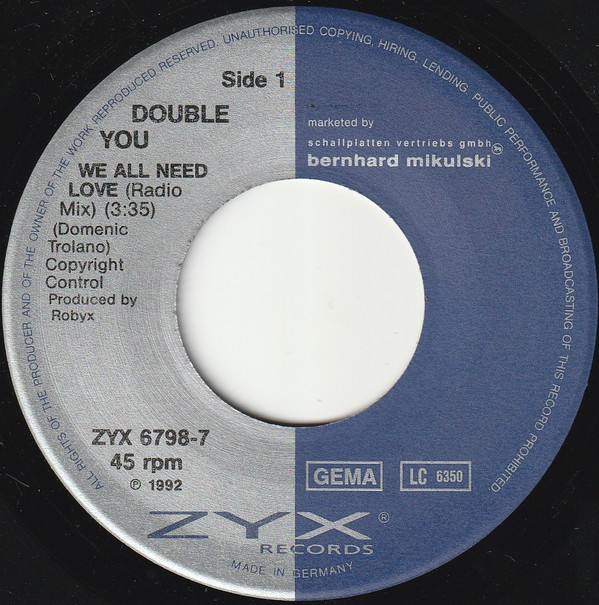 ALL RIGHTS OF THE PRODUCER AND OF THE OWNER OF THE WORK REPRODUCED RESERVED. UNAUTHORISED COPYING, HIRING, LENDING, PUBLIC PERFORMANCE AND BROADCASTING OF THIS RECORD PROHIBITED
Side 1
DOUBLE
YOU
WE ALL NEED
LOVE (Radio
Mix) (3:35)
(Domenic
Trolano)
Copyright
Control
Produced by
Robyx
marketed by
schallplatten vertriebs gmbh
bernhard mikulski
ZYX 6798-7
45 rpm
℗ 1992
GEMA
LC 6350
ZYX®
RECORDS
MADE IN GERMANY